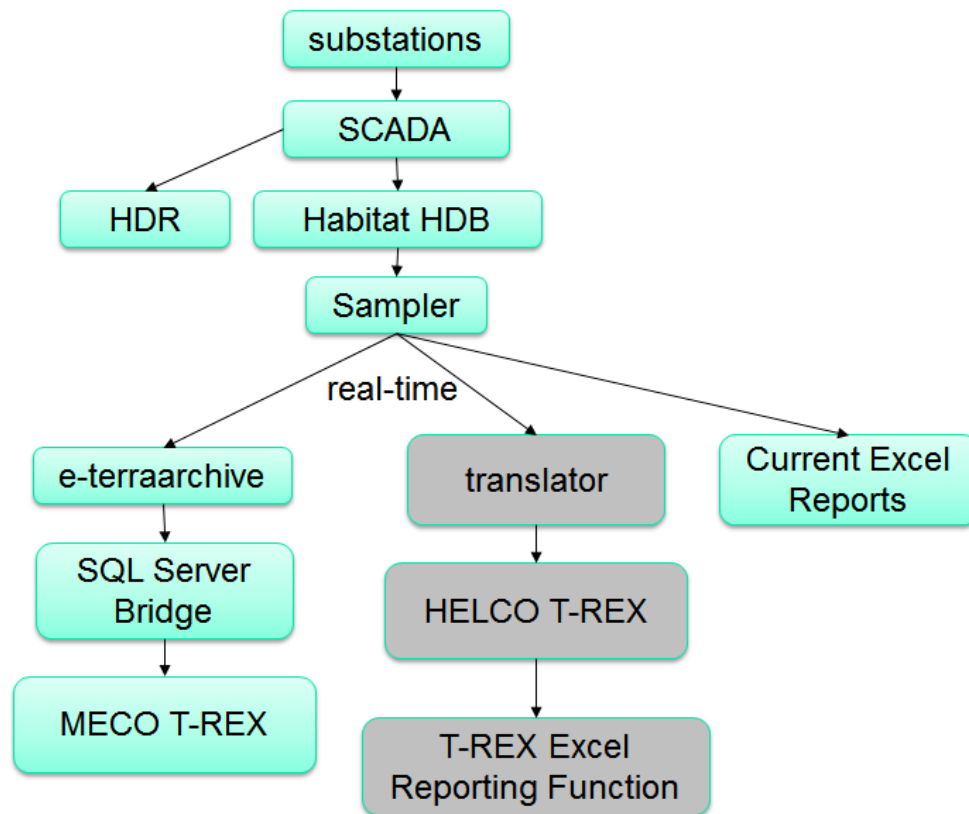 substations
SCADA
HDR
Habitat HDB
Sampler
real-time
e-terraarchive
translator
Current Excel
Reports
SQL Server
Bridge
HELCO T-REX
MECO T-REX
T-REX Excel
Reporting Function